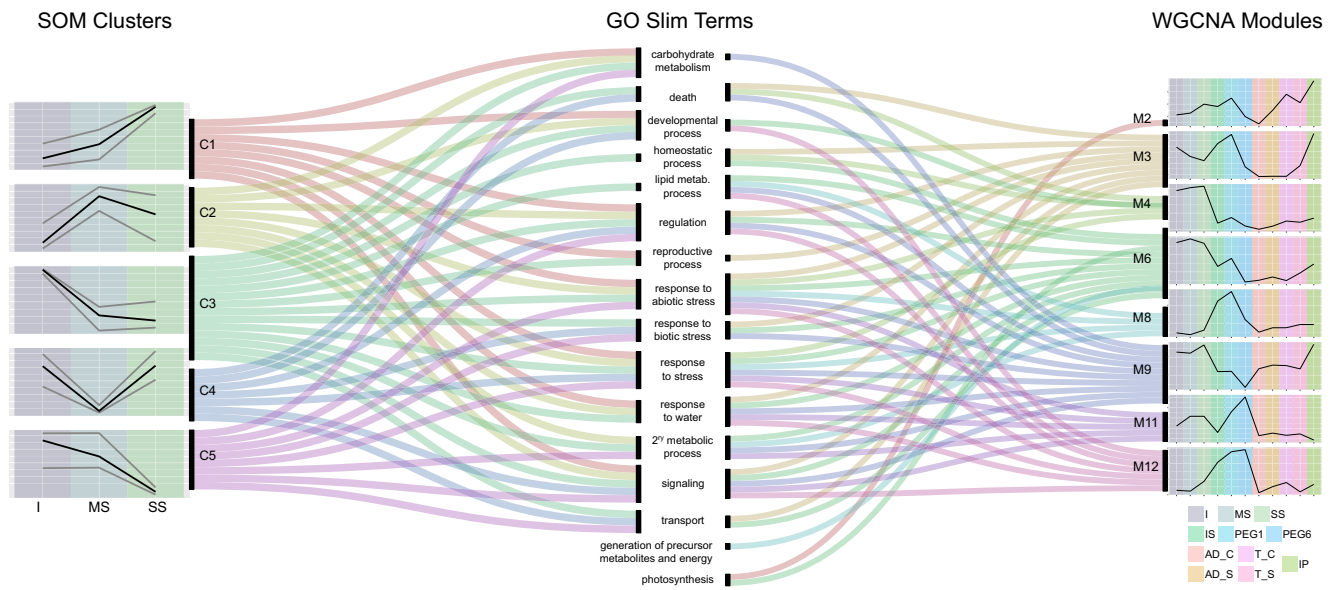 SOM Clusters
GO Slim Terms
WGCNA Modules
C1
C2
C3
C4
C5
I
MS
SS
carbohydrate
metabolism
death
developmental
process
homeostatic
process
lipid metab.
process
regulation
reproductive
process
response to
abiotic stress
response to
biotic stress
response
to stress
response
to water
2ʳʸ metabolic
process
signaling
transport
generation of precursor
metabolites and energy
photosynthesis
M2
M3
M4
M6
M8
M9
M11
M12
I MS SS
IS PEG1 PEG6
AD_C T_C
IP
AD_S T_S